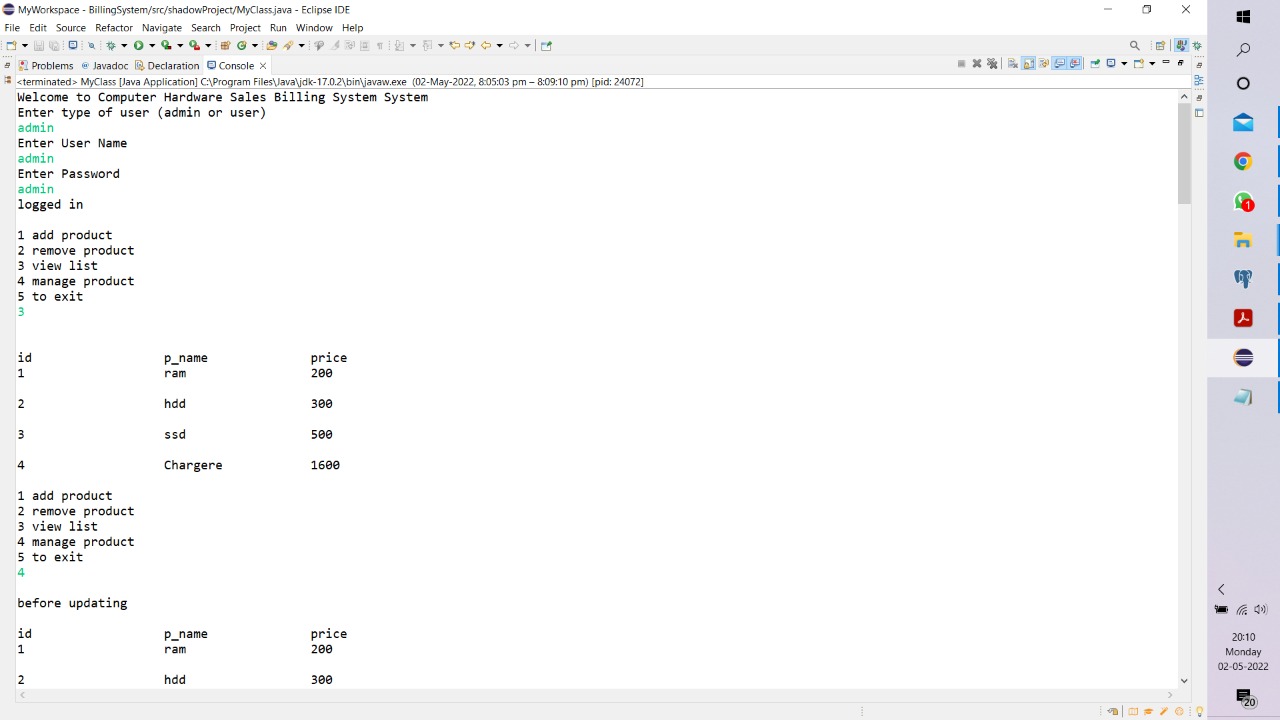 MyWorkspace - BillingSystem/src/shadowProject/MyClass.java - Eclipse IDE
File Edit Source Refactor Navigate Search Project Run Window Help
Problems Javadoc Declaration Console
<terminated> MyClass [Java Application] C:\Program Files\Java\jdk-17.0.2\bin\javaw.exe (02-May-2022, 8:05:03 pm – 8:09:10 pm) [pid: 24072]
Welcome to Computer Hardware Sales Billing System System
Enter type of user (admin or user)
admin
Enter User Name
admin
Enter Password
admin
logged in
1 add product
2 remove product
3 view list
4 manage product
5 to exit
3
id p_name price
1 ram 200
2 hdd 300
3 ssd 500
4 Chargere 1600
1 add product
2 remove product
3 view list
4 manage product
5 to exit
4
before updating
id p_name price
1 ram 200
2 hdd 300
1
20:10
Monday
02-05-2022
20